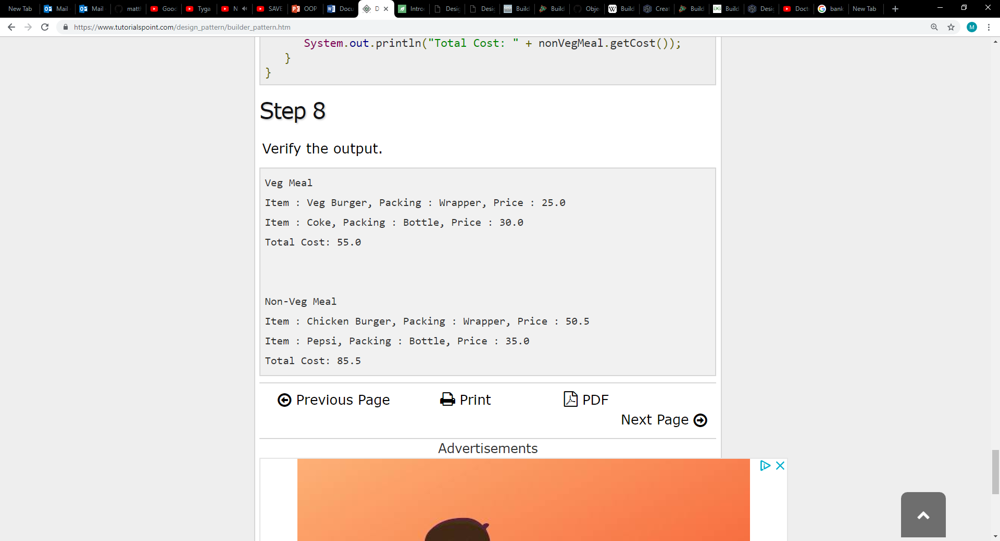 New Tab Mail Mail matt Good Tyga N SAVE OOP Docu D Intro Desig Desig Build Build Obje Build Creat Build Build Desig Doct bank New Tab
https://www.tutorialspoint.com/design_pattern/builder_pattern.htm M
System.out.println("Total Cost: " + nonVegMeal.getCost());
}
}
Step 8
Verify the output.
Veg Meal
Item : Veg Burger, Packing : Wrapper, Price : 25.0
Item : Coke, Packing : Bottle, Price : 30.0
Total Cost: 55.0
Non-Veg Meal
Item : Chicken Burger, Packing : Wrapper, Price : 50.5
Item : Pepsi, Packing : Bottle, Price : 35.0
Total Cost: 85.5
Previous Page Print PDF
Next Page
Advertisements